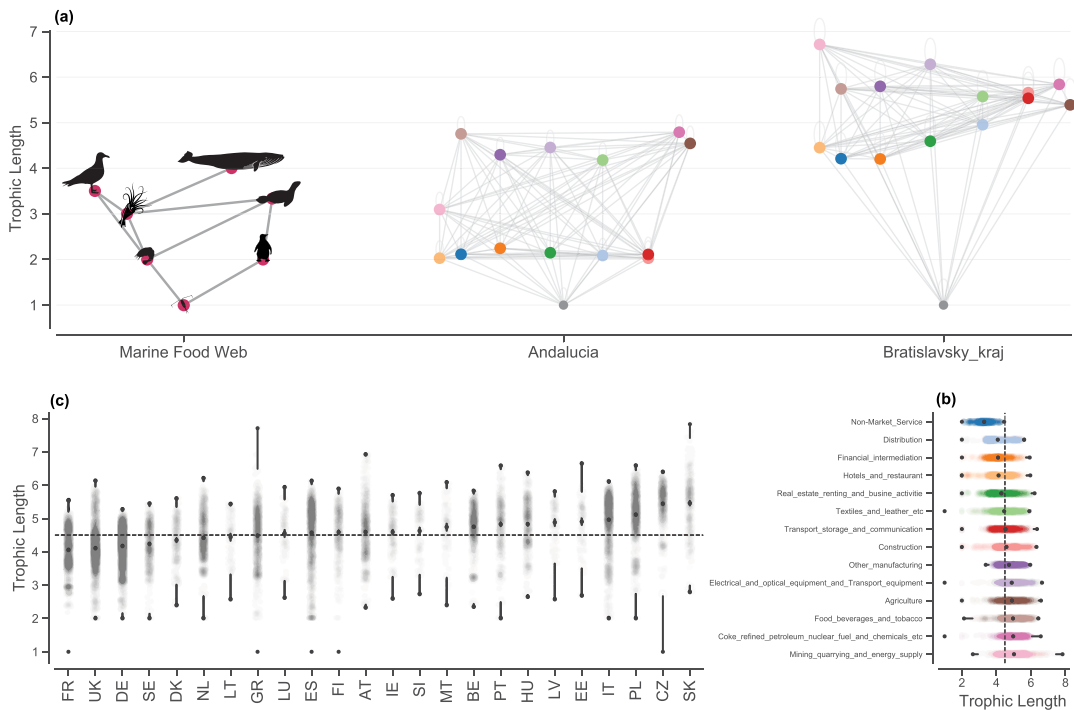 (a)
7
6
5
4
3
2
1
Trophic Length
Marine Food Web
Andalucia
Bratislavsky_kraj
(c)
8
7
6
5
4
3
2
1
Trophic Length
FR
UK
DE
SE
DK
NL
LT
GR
LU
ES
FI
AT
IE
SI
MT
BE
PT
HU
LV
EE
IT
PL
CZ
SK
(b)
Non-Market_Service
Distribution
Financial_intermediation
Hotels_and_restaurant
Real_estate_renting_and_busine_activitie
Textiles_and_leather_etc
Transport_storage_and_communication
Construction
Other_manufacturing
Electrical_and_optical_equipment_and_Transport_equipment
Agriculture
Food_beverages_and_tobacco
Coke_refined_petroleum_nuclear_fuel_and_chemicals_etc
Mining_quarrying_and_energy_supply
2 4 6 8
Trophic Length